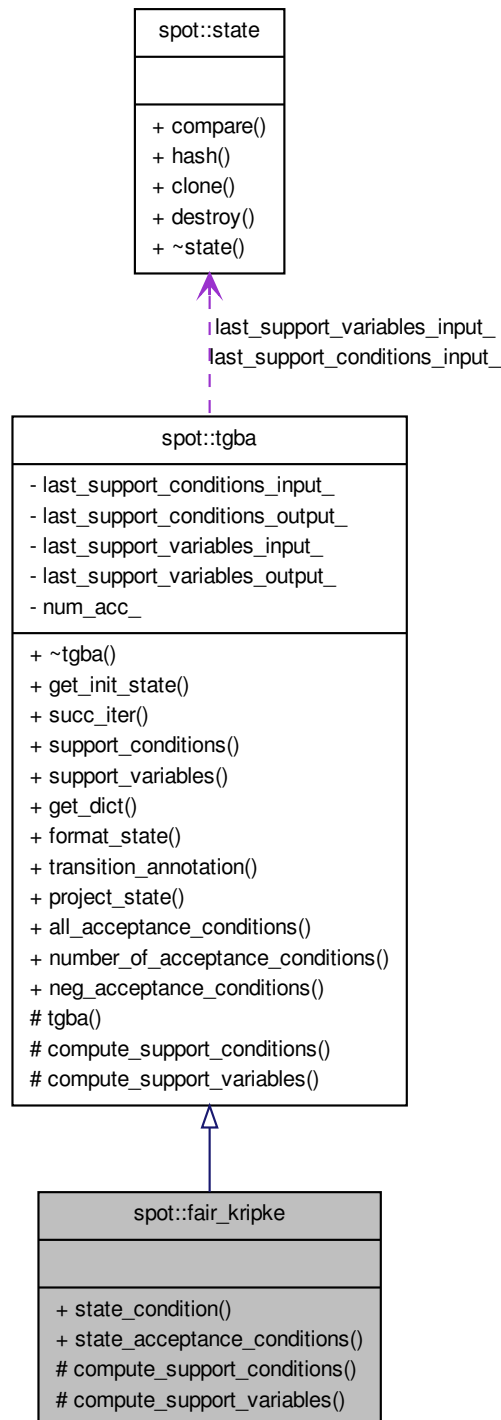 spot::state
+ compare()
+ hash()
+ clone()
+ destroy()
+ ~state()
last_support_variables_input_
last_support_conditions_input_
spot::tgba
- last_support_conditions_input_
- last_support_conditions_output_
- last_support_variables_input_
- last_support_variables_output_
- num_acc_
+ ~tgba()
+ get_init_state()
+ succ_iter()
+ support_conditions()
+ support_variables()
+ get_dict()
+ format_state()
+ transition_annotation()
+ project_state()
+ all_acceptance_conditions()
+ number_of_acceptance_conditions()
+ neg_acceptance_conditions()
# tgba()
# compute_support_conditions()
# compute_support_variables()
spot::fair_kripke
+ state_condition()
+ state_acceptance_conditions()
# compute_support_conditions()
# compute_support_variables()